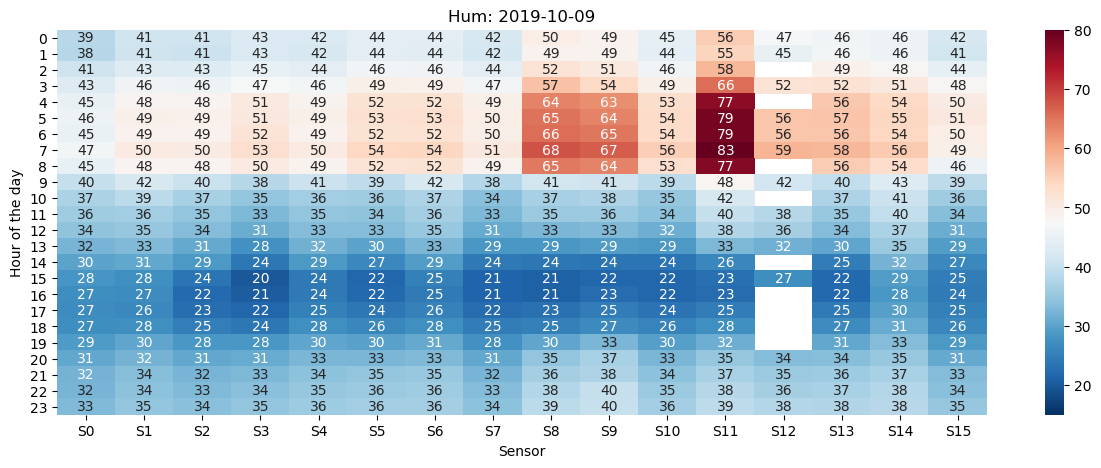 Hum: 2019-10-09
0 39 41 41 43 42 44 44 42 50 49 45 56 47 46 46 42
1 38 41 41 43 42 44 44 42 49 49 44 55 45 46 46 41
2 41 43 43 45 44 46 46 44 52 51 46 58 49 48 44
3 43 46 46 47 46 49 49 47 57 54 49 66 52 52 51 48
4 45 48 48 51 49 52 52 49 64 63 53 77 56 54 50
5 46 49 49 51 49 53 53 50 65 64 54 79 56 57 55 51
6 45 49 49 52 50 52 52 50 66 65 54 79 56 56 54 50
7 47 50 50 53 50 54 54 51 68 67 56 83 59 58 56 49
8 45 48 48 50 49 52 52 49 65 64 53 77 56 54 46
9 40 42 40 38 41 39 42 38 41 41 39 48 42 40 43 39
10 37 39 37 35 36 36 37 34 37 38 35 42 37 41 36
11 36 36 35 33 35 34 36 33 35 36 34 40 38 35 40 34
12 34 35 34 31 33 33 35 31 33 33 32 38 36 34 37 31
13 32 33 31 28 32 30 33 29 29 29 29 33 32 30 35 29
14 30 31 29 24 29 27 29 24 24 24 24 26 25 32 27
15 28 28 24 20 24 22 25 21 21 22 22 23 27 22 29 25
16 27 27 22 21 24 22 25 21 21 23 22 23 22 28 24
17 27 26 23 22 25 24 26 22 23 25 24 25 24 30 25
18 27 28 25 24 28 26 28 25 25 27 26 28 27 31 26
19 29 30 28 28 30 30 31 28 30 33 30 32 31 33 29
20 31 32 31 31 33 33 33 31 35 37 33 35 34 34 35 31
21 32 34 32 33 34 35 35 32 36 38 34 37 35 36 37 33
22 32 34 33 34 35 36 36 33 38 40 35 38 36 37 38 34
23 33 35 34 35 36 36 36 34 39 40 36 39 38 38 38 35
S0 S1 S2 S3 S4 S5 S6 S7 S8 S9 S10 S11 S12 S13 S14 S15
Sensor
Hour of the day
80
70
60
50
40
30
20